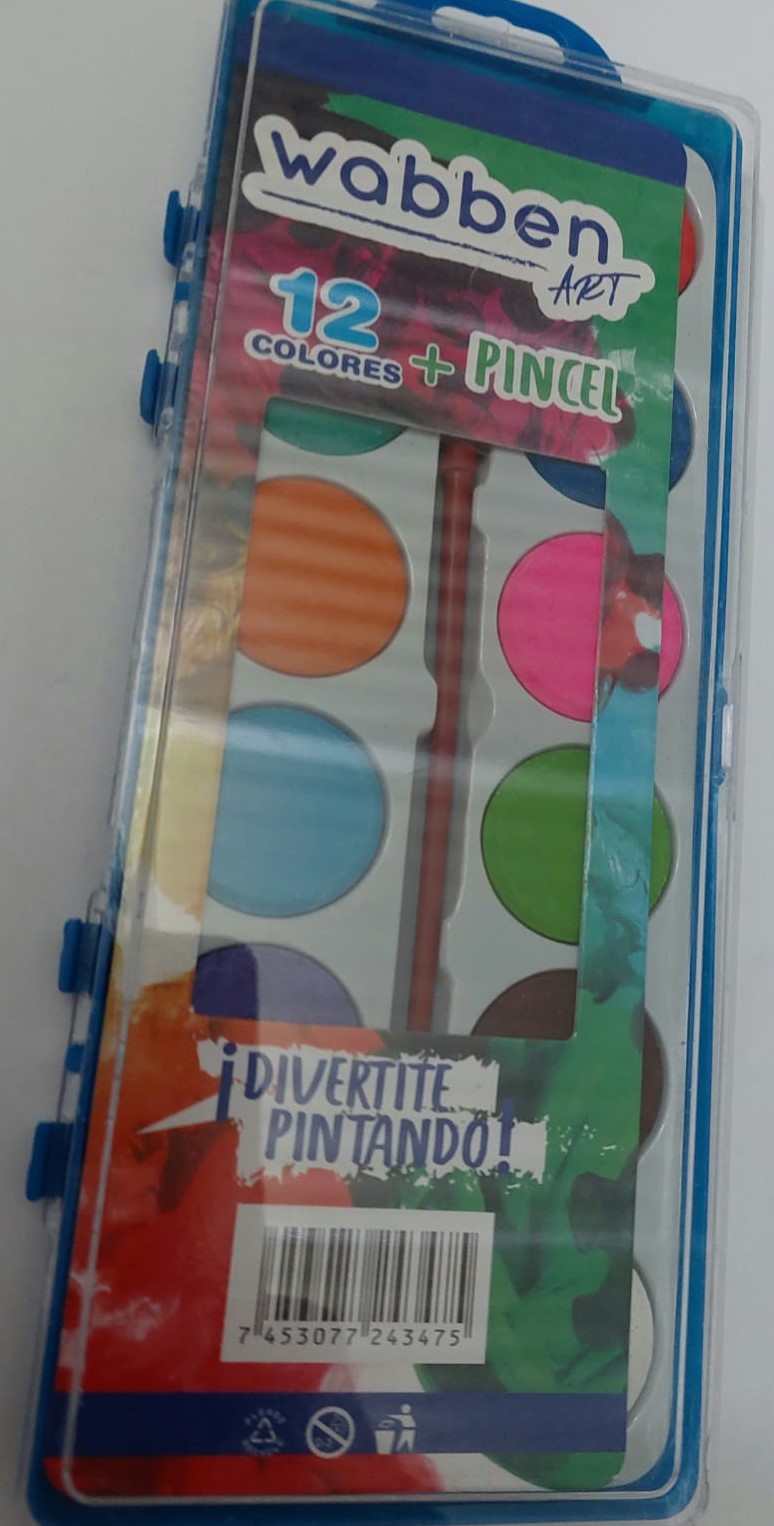 wabben
ART
12
COLORES + PINCEL
¡DIVERTITE
PINTANDO!
7 453077 243475